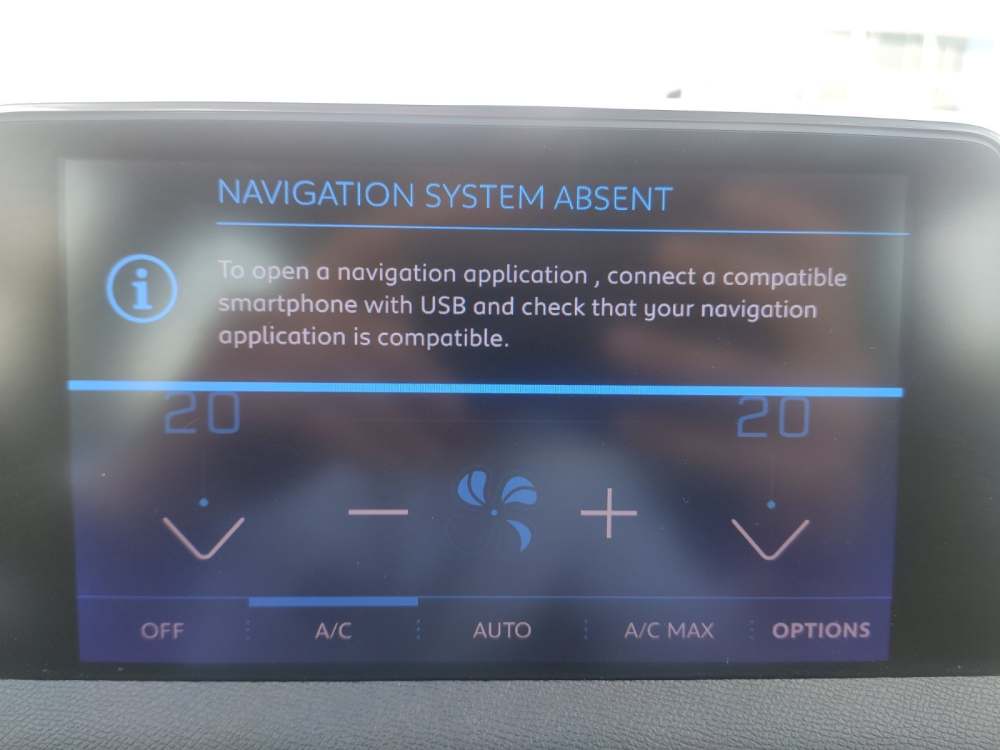 NAVIGATION SYSTEM ABSENT
i
To open a navigation application , connect a compatible
smartphone with USB and check that your navigation
application is compatible.
20 20
− +
OFF A/C AUTO A/C MAX OPTIONS